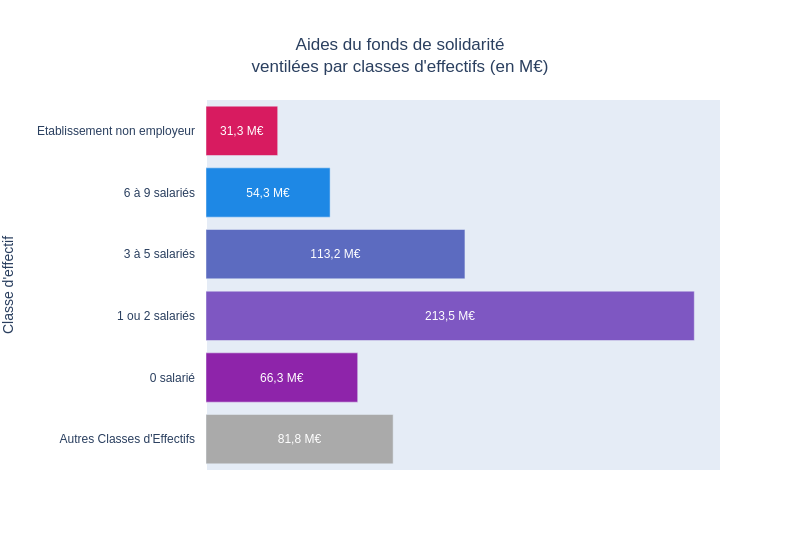 Aides du fonds de solidarité
ventilées par classes d'effectifs (en M€)
Classe d'effectif
Etablissement non employeur
31,3 M€
6 à 9 salariés
54,3 M€
3 à 5 salariés
113,2 M€
1 ou 2 salariés
213,5 M€
0 salarié
66,3 M€
Autres Classes d'Effectifs
81,8 M€